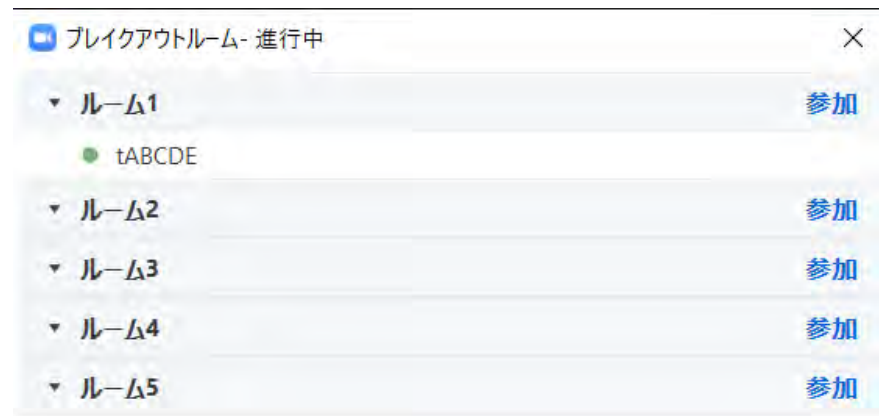 ブレイクアウトルーム- 進行中
ルーム1 参加
tABCDE
ルーム2 参加
ルーム3 参加
ルーム4 参加
ルーム5 参加